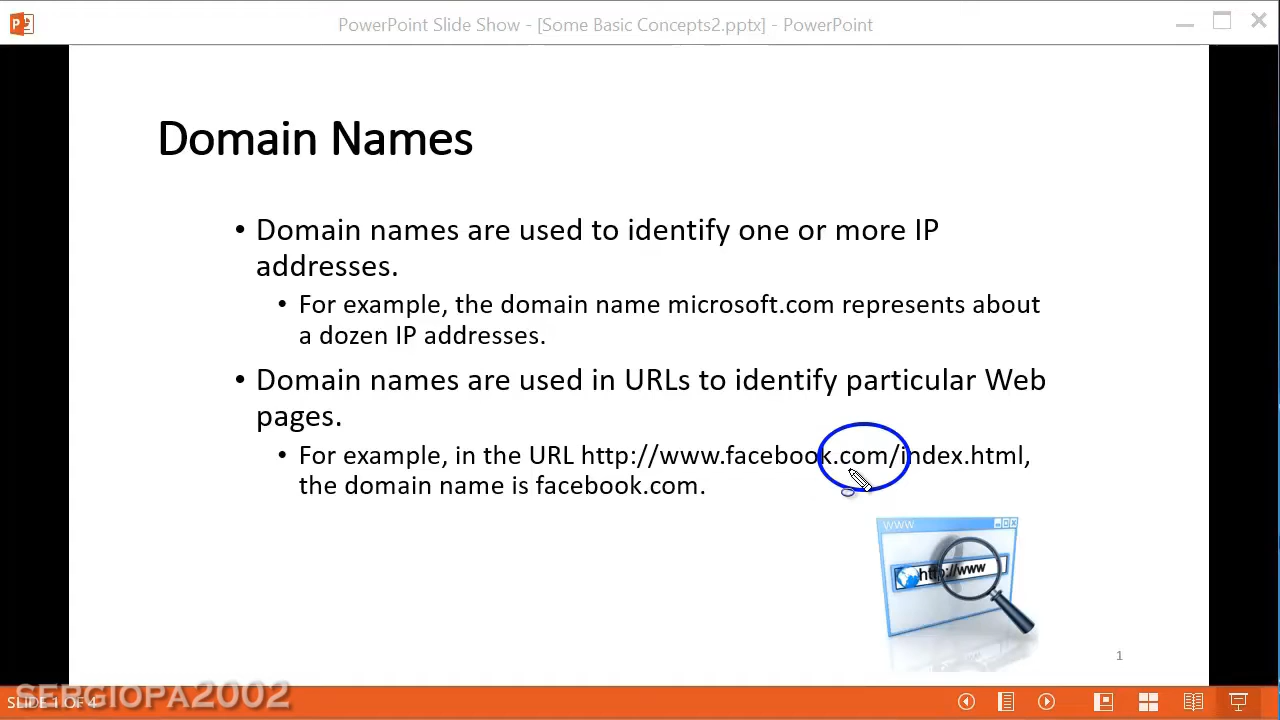 PowerPoint Slide Show - [Some Basic Concepts2.pptx] - PowerPoint
Domain Names
• Domain names are used to identify one or more IP
addresses.
• For example, the domain name microsoft.com represents about
a dozen IP addresses.
• Domain names are used in URLs to identify particular Web
pages.
• For example, in the URL http://www.facebook.com/index.html,
the domain name is facebook.com.
www
http://www
1
SERGIOPA2002
SLIDE 1 OF 4